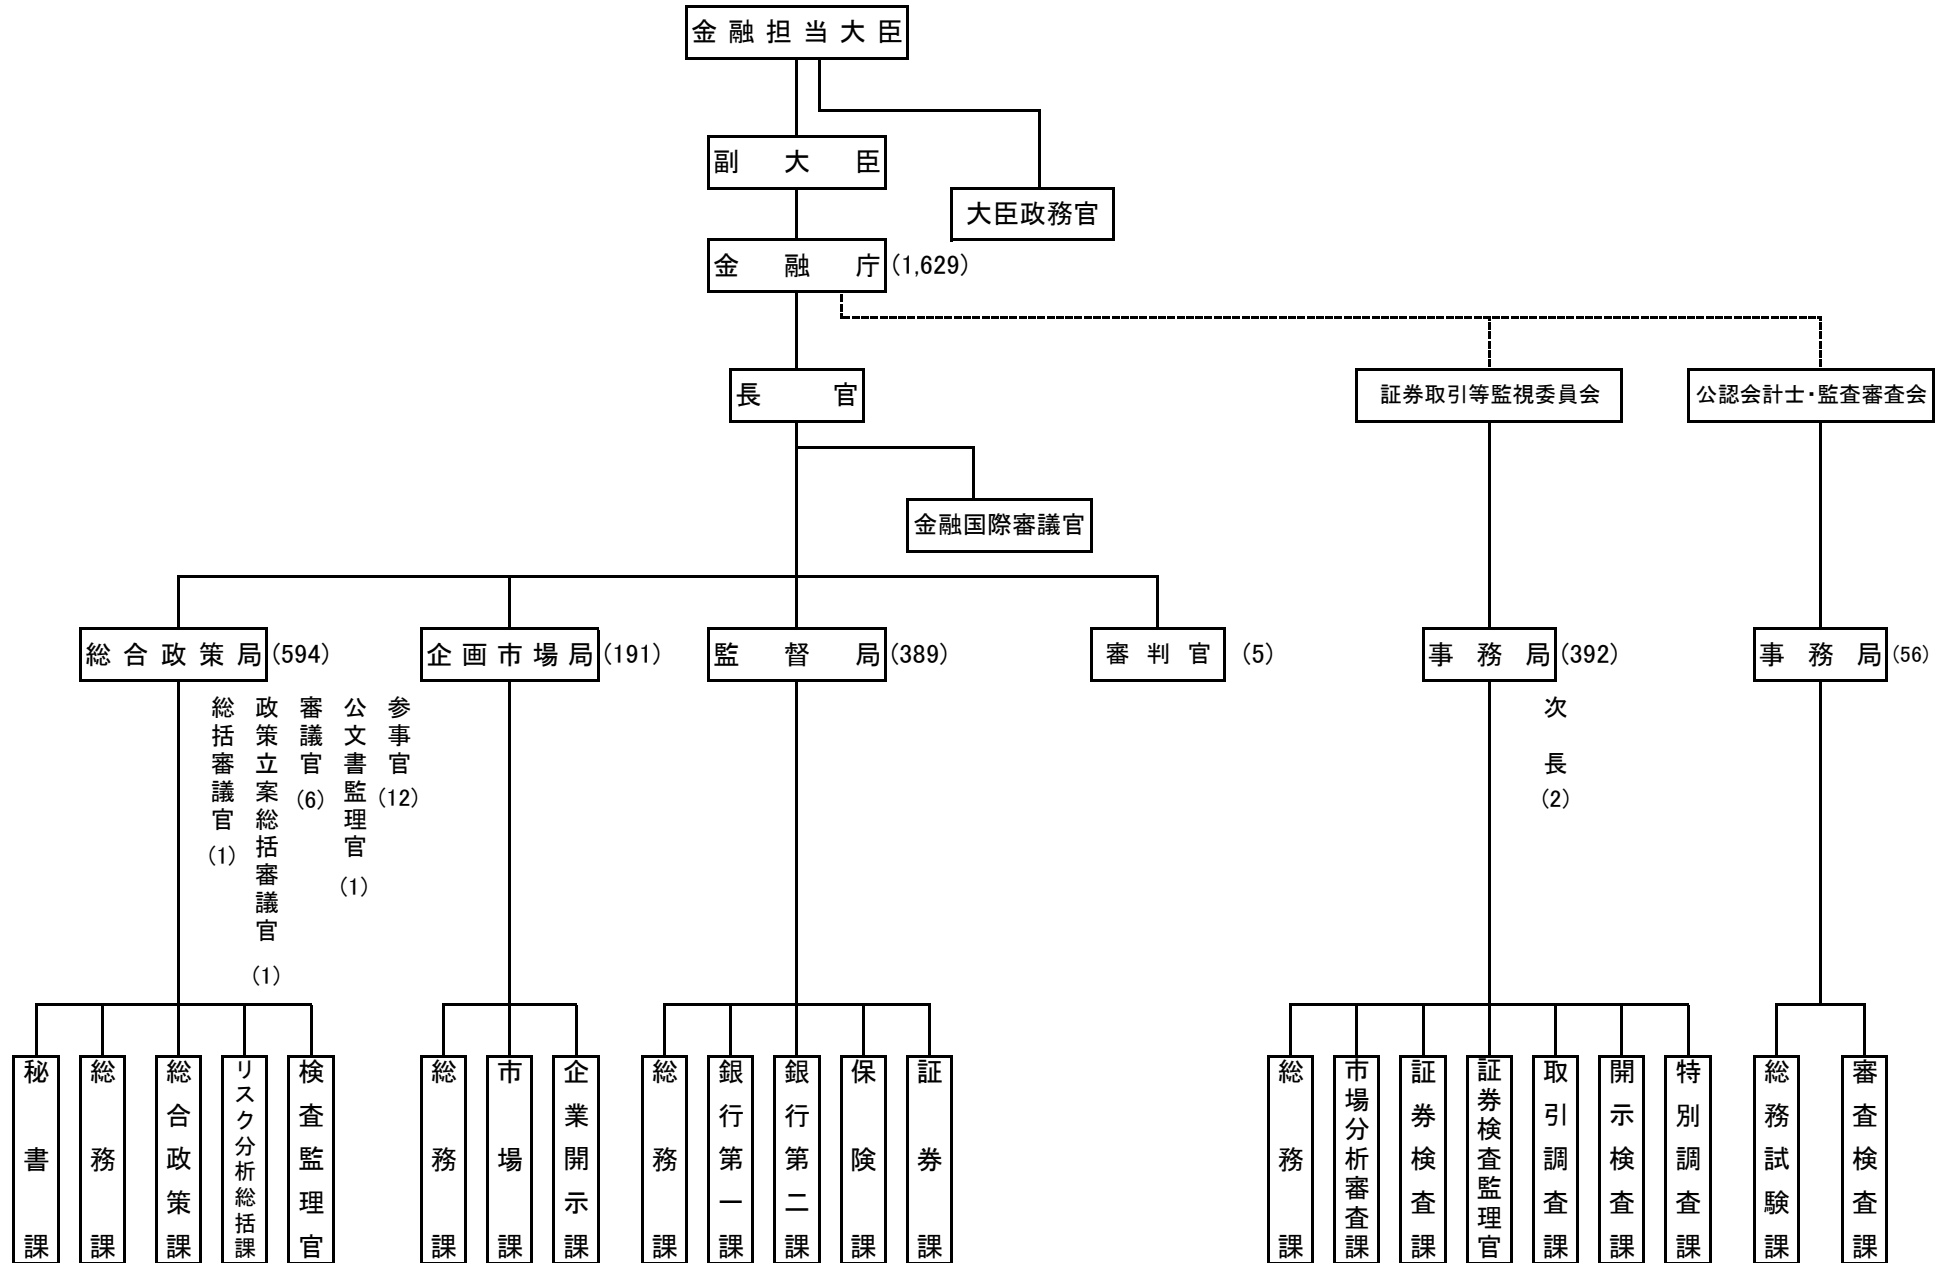 金融担当大臣
副大臣
大臣政務官
金融庁(1,629)
長官
証券取引等監視委員会
公認会計士・監査審査会
金融国際審議官
総合政策局(594)
企画市場局(191)
監督局(389)
審判官(5)
事務局(392)
事務局(56)
総括審議官(1)
政策立案総括審議官(1)
審議官(6)
公文書監理官(1)
参事官(12)
次長(2)
秘書課
総務課
総合政策課
リスク分析総括課
検査監理官
総務課
市場課
企業開示課
総務課
銀行第一課
銀行第二課
保険課
証券課
総務課
市場分析審査課
証券検査課
証券検査監理官
取引調査課
開示検査課
特別調査課
総務試験課
審査検査課